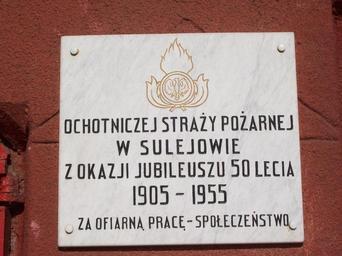 OCHOTNICZEJ STRAŻY POŻARNEJ
W SULEJOWIE
Z OKAZJI JUBILEUSZU 50 LECIA
1905 - 1955
ZA OFIARNĄ PRACĘ - SPOŁECZEŃSTWO